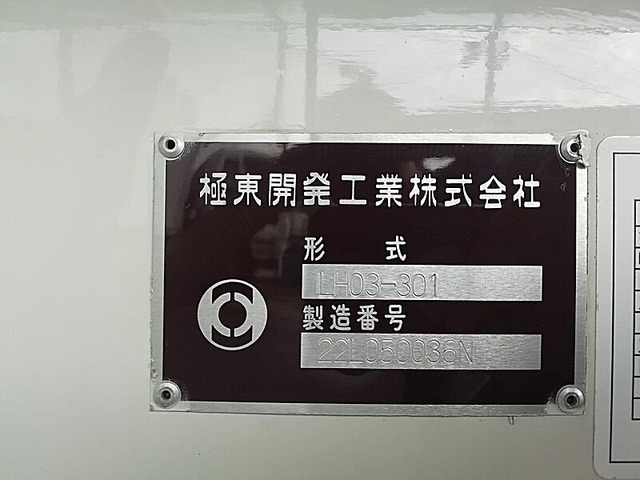 極東開発工業株式会社
形 式
LH03-301
製造番号
22L050036N